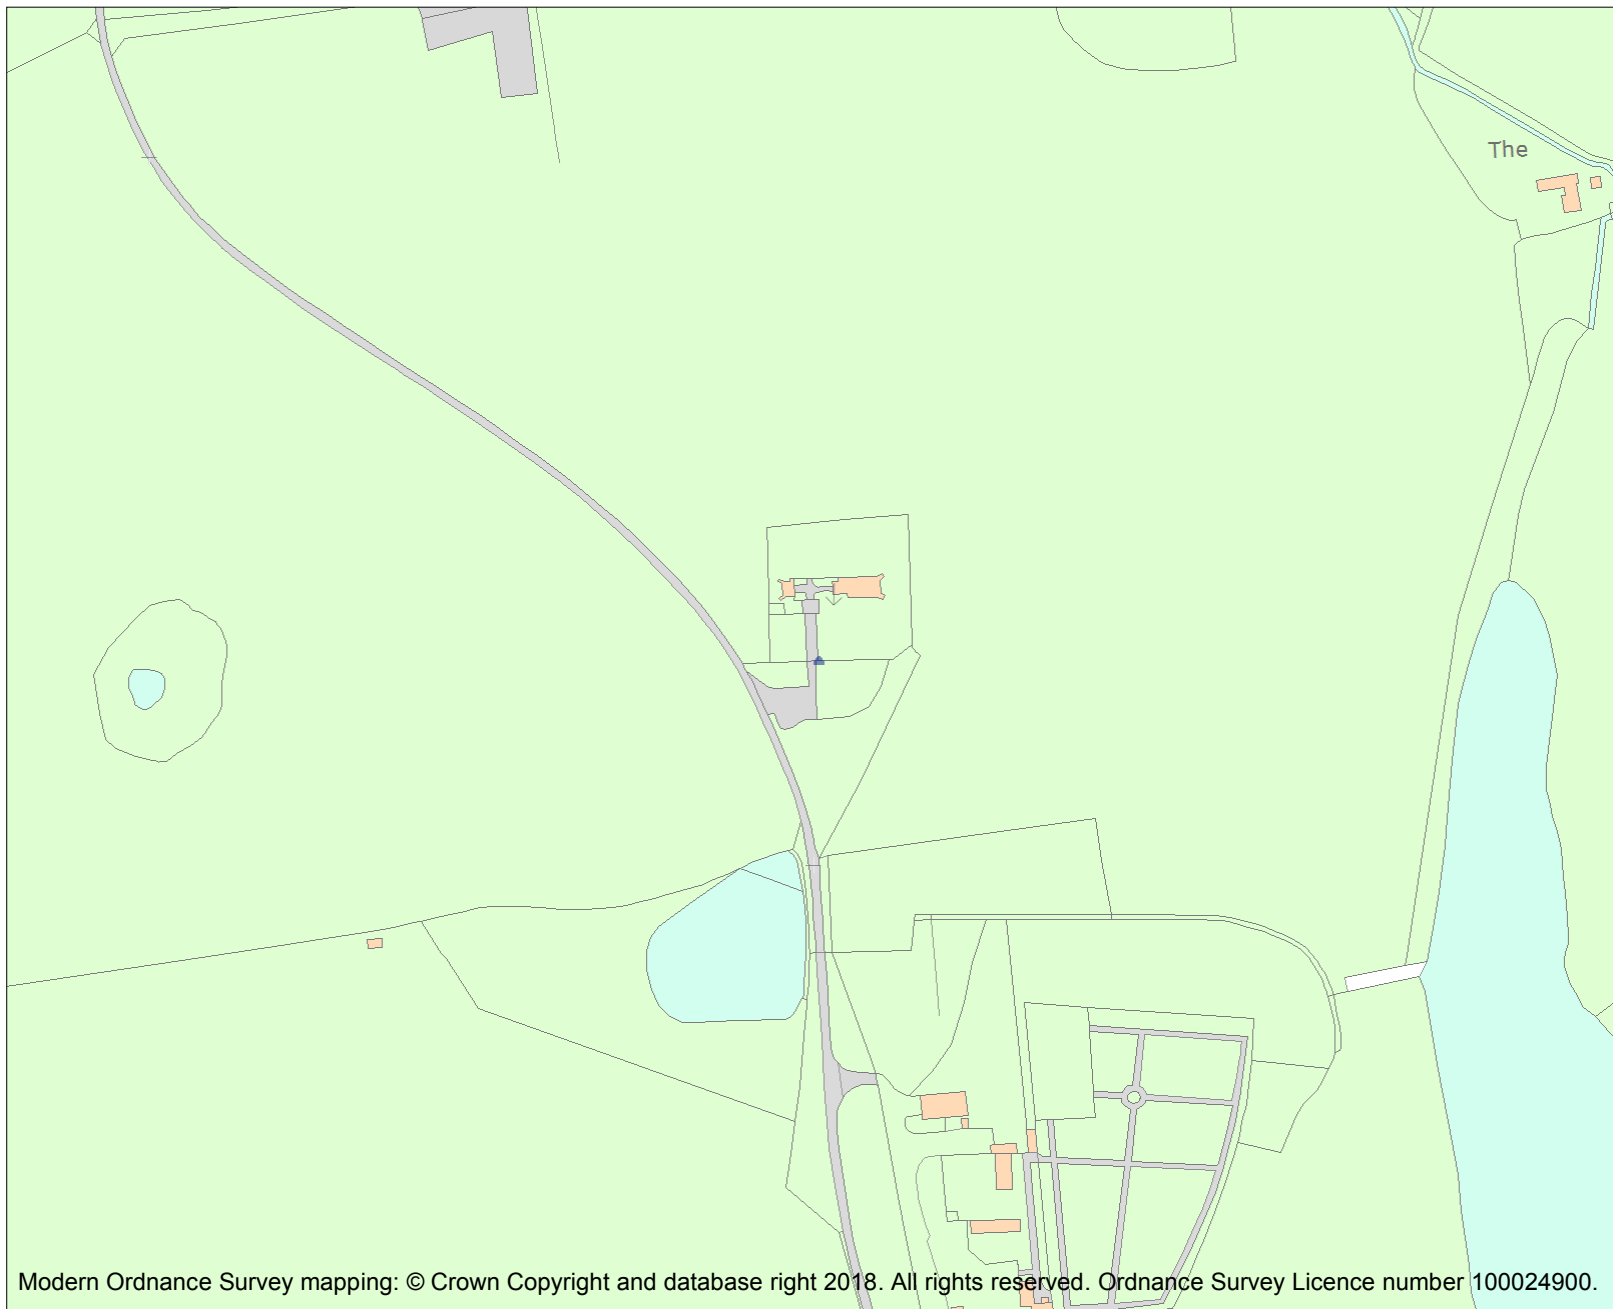 The
Modern Ordnance Survey mapping: © Crown Copyright and database right 2018. All rights reserved. Ordnance Survey Licence number 100024900.